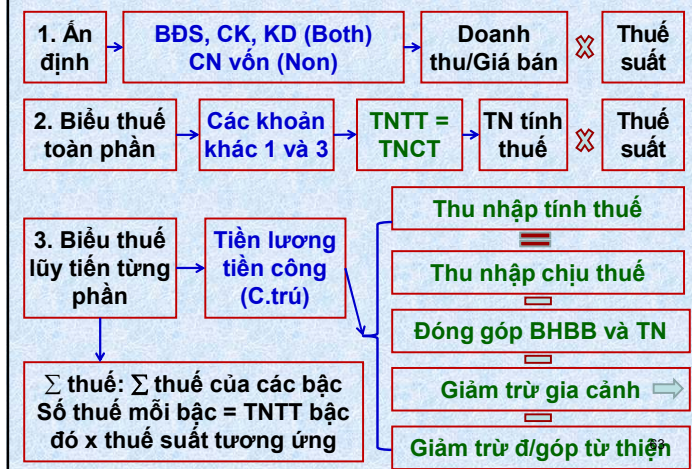 1. Ấn
định
BĐS, CK, KD (Both)
CN vốn (Non)
Doanh
thu/Giá bán
Thuế
suất
2. Biểu thuế
toàn phần
Các khoản
khác 1 và 3
TNTT =
TNCT
TN tính
thuế
Thuế
suất
3. Biểu thuế
lũy tiến từng
phần
Tiền lương
tiền công
(C.trú)
Thu nhập tính thuế
Thu nhập chịu thuế
Đóng góp BHBB và TN
Giảm trừ gia cảnh
Giảm trừ đ/góp từ thiện
∑ thuế: ∑ thuế của các bậc
Số thuế mỗi bậc = TNTT bậc
đó x thuế suất tương ứng
63